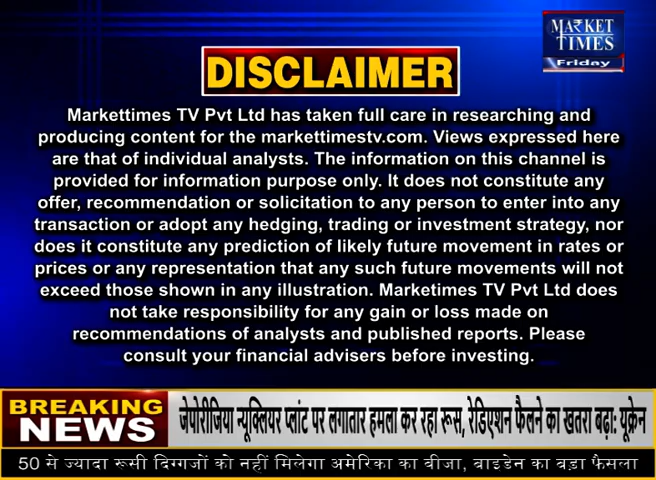 MARKET
TIMES
Friday
DISCLAIMER
Markettimes TV Pvt Ltd has taken full care in researching and
producing content for the markettimestv.com. Views expressed here
are that of individual analysts. The information on this channel is
provided for information purpose only. It does not constitute any
offer, recommendation or solicitation to any person to enter into any
transaction or adopt any hedging, trading or investment strategy, nor
does it constitute any prediction of likely future movement in rates or
prices or any representation that any such future movements will not
exceed those shown in any illustration. Marketimes TV Pvt Ltd does
not take responsibility for any gain or loss made on
recommendations of analysts and published reports. Please
consult your financial advisers before investing.
BREAKING
NEWS
जेपोरीजिया न्यूक्लियर प्लांट पर लगातार हमला कर रहा रूस, रेडिएशन फैलने का खतरा बढ़ा: यूक्रेन
50 से ज्यादा रूसी दिग्गजों को नहीं मिलेगा अमेरिका का वीजा, बाइडेन का बड़ा फैसला